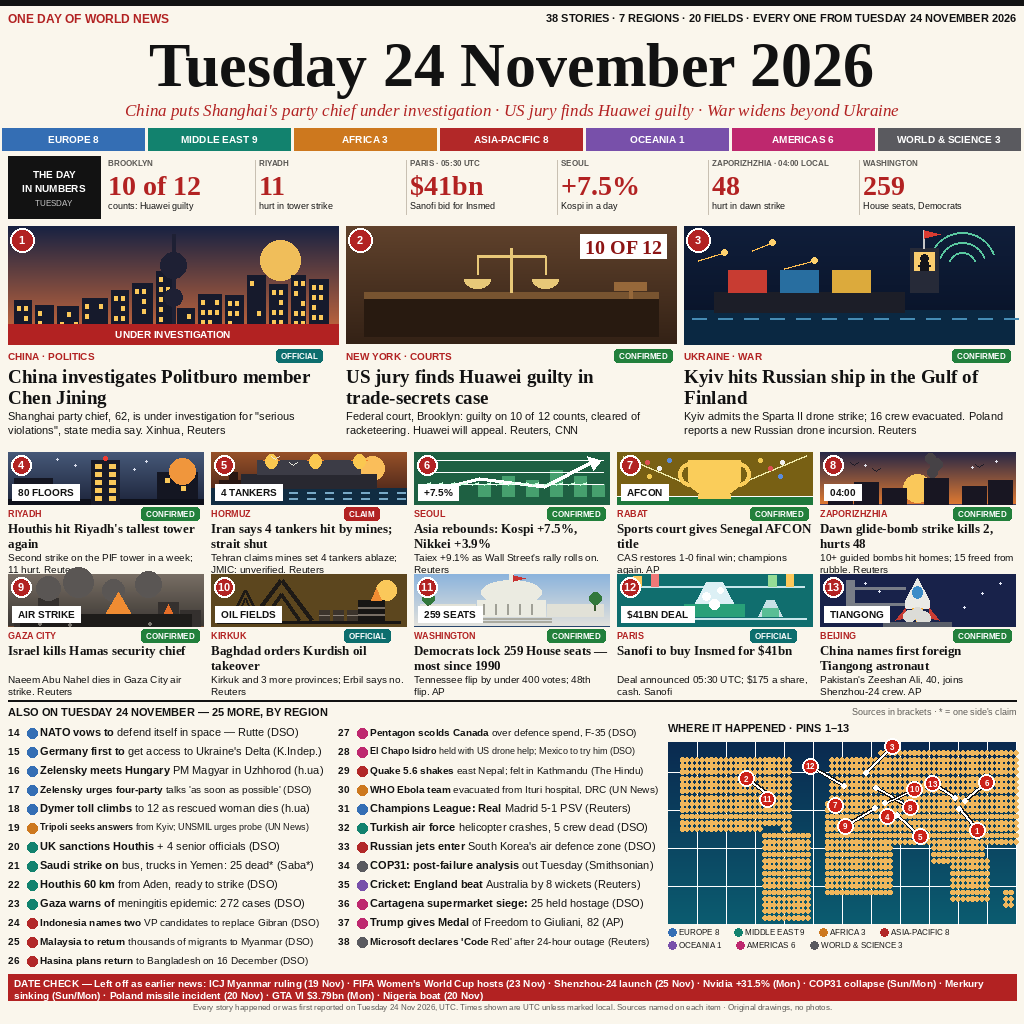 ONE DAY OF WORLD NEWS
38 STORIES · 7 REGIONS · 20 FIELDS · EVERY ONE FROM TUESDAY 24 NOVEMBER 2026
Tuesday 24 November 2026
China puts Shanghai's party chief under investigation · US jury finds Huawei guilty · War widens beyond Ukraine
EUROPE 8
MIDDLE EAST 9
AFRICA 3
ASIA-PACIFIC 8
OCEANIA 1
AMERICAS 6
WORLD & SCIENCE 3
THE DAY
IN NUMBERS
TUESDAY
BROOKLYN
10 of 12
counts: Huawei guilty
RIYADH
11
hurt in tower strike
PARIS · 05:30 UTC
$41bn
Sanofi bid for Insmed
SEOUL
+7.5%
Kospi in a day
ZAPORIZHZHIA · 04:00 LOCAL
48
hurt in dawn strike
WASHINGTON
259
House seats, Democrats
1
UNDER INVESTIGATION
CHINA · POLITICS
OFFICIAL
China investigates Politburo member
Chen Jining
Shanghai party chief, 62, is under investigation for "serious
violations", state media say. Xinhua, Reuters
2
10 OF 12
NEW YORK · COURTS
CONFIRMED
US jury finds Huawei guilty in
trade-secrets case
Federal court, Brooklyn: guilty on 10 of 12 counts, cleared of
racketeering. Huawei will appeal. Reuters, CNN
3
UKRAINE · WAR
CONFIRMED
Kyiv hits Russian ship in the Gulf of
Finland
Kyiv admits the Sparta II drone strike; 16 crew evacuated. Poland
reports a new Russian drone incursion. Reuters
4
80 FLOORS
RIYADH
CONFIRMED
Houthis hit Riyadh's tallest tower
again
Second strike on the PIF tower in a week;
11 hurt. Reuters
5
4 TANKERS
HORMUZ
CLAIM
Iran says 4 tankers hit by mines;
strait shut
Tehran claims mines set 4 tankers ablaze;
JMIC: unverified. Reuters
6
+7.5%
SEOUL
CONFIRMED
Asia rebounds: Kospi +7.5%,
Nikkei +3.9%
Taiex +9.1% as Wall Street's rally rolls on.
Reuters
7
AFCON
RABAT
CONFIRMED
Sports court gives Senegal AFCON
title
CAS restores 1-0 final win; champions
again. AP
8
04:00
ZAPORIZHZHIA
CONFIRMED
Dawn glide-bomb strike kills 2,
hurts 48
10+ guided bombs hit homes; 15 freed from
rubble. Reuters
9
AIR STRIKE
GAZA CITY
CONFIRMED
Israel kills Hamas security chief
Naeem Abu Nahel dies in Gaza City air
strike. Reuters
10
OIL FIELDS
KIRKUK
OFFICIAL
Baghdad orders Kurdish oil
takeover
Kirkuk and 3 more provinces; Erbil says no.
Reuters
11
259 SEATS
WASHINGTON
CONFIRMED
Democrats lock 259 House seats —
most since 1990
Tennessee flip by under 400 votes; 48th
flip. AP
12
$41BN DEAL
PARIS
OFFICIAL
Sanofi to buy Insmed for $41bn
Deal announced 05:30 UTC; $175 a share,
cash. Sanofi
13
TIANGONG
BEIJING
CONFIRMED
China names first foreign
Tiangong astronaut
Pakistan's Zeeshan Ali, 40, joins
Shenzhou-24 crew. AP
ALSO ON TUESDAY 24 NOVEMBER — 25 MORE, BY REGION
Sources in brackets · * = one side's claim
14 NATO vows to defend itself in space — Rutte (DSO)
15 Germany first to get access to Ukraine's Delta (K.Indep.)
16 Zelensky meets Hungary PM Magyar in Uzhhorod (h.ua)
17 Zelensky urges four-party talks 'as soon as possible' (DSO)
18 Dymer toll climbs to 12 as rescued woman dies (h.ua)
19 Tripoli seeks answers from Kyiv; UNSMIL urges probe (UN News)
20 UK sanctions Houthis + 4 senior officials (DSO)
21 Saudi strike on bus, trucks in Yemen: 25 dead* (Saba*)
22 Houthis 60 km from Aden, ready to strike (DSO)
23 Gaza warns of meningitis epidemic: 272 cases (DSO)
24 Indonesia names two VP candidates to replace Gibran (DSO)
25 Malaysia to return thousands of migrants to Myanmar (DSO)
26 Hasina plans return to Bangladesh on 16 December (DSO)
27 Pentagon scolds Canada over defence spend, F-35 (DSO)
28 El Chapo Isidro held with US drone help; Mexico to try him (DSO)
29 Quake 5.6 shakes east Nepal; felt in Kathmandu (The Hindu)
30 WHO Ebola team evacuated from Ituri hospital, DRC (UN News)
31 Champions League: Real Madrid 5-1 PSV (Reuters)
32 Turkish air force helicopter crashes, 5 crew dead (DSO)
33 Russian jets enter South Korea's air defence zone (DSO)
34 COP31: post-failure analysis out Tuesday (Smithsonian)
35 Cricket: England beat Australia by 8 wickets (Reuters)
36 Cartagena supermarket siege: 25 held hostage (DSO)
37 Trump gives Medal of Freedom to Giuliani, 82 (AP)
38 Microsoft declares 'Code Red' after 24-hour outage (Reuters)
WHERE IT HAPPENED · PINS 1–13
3
12
2
11
13
6
10
7
8
4
9
5
1
EUROPE 8
MIDDLE EAST 9
AFRICA 3
ASIA-PACIFIC 8
OCEANIA 1
AMERICAS 6
WORLD & SCIENCE 3
DATE CHECK — Left off as earlier news: ICJ Myanmar ruling (19 Nov) · FIFA Women's World Cup hosts (23 Nov) · Shenzhou-24 launch (25 Nov) · Nvidia +31.5% (Mon) · COP31 collapse (Sun/Mon) · Merkury
sinking (Sun/Mon) · Poland missile incident (20 Nov) · GTA VI $3.79bn (Mon) · Nigeria boat (20 Nov)
Every story happened or was first reported on Tuesday 24 Nov 2026, UTC. Times shown are UTC unless marked local. Sources named on each item · Original drawings, no photos.